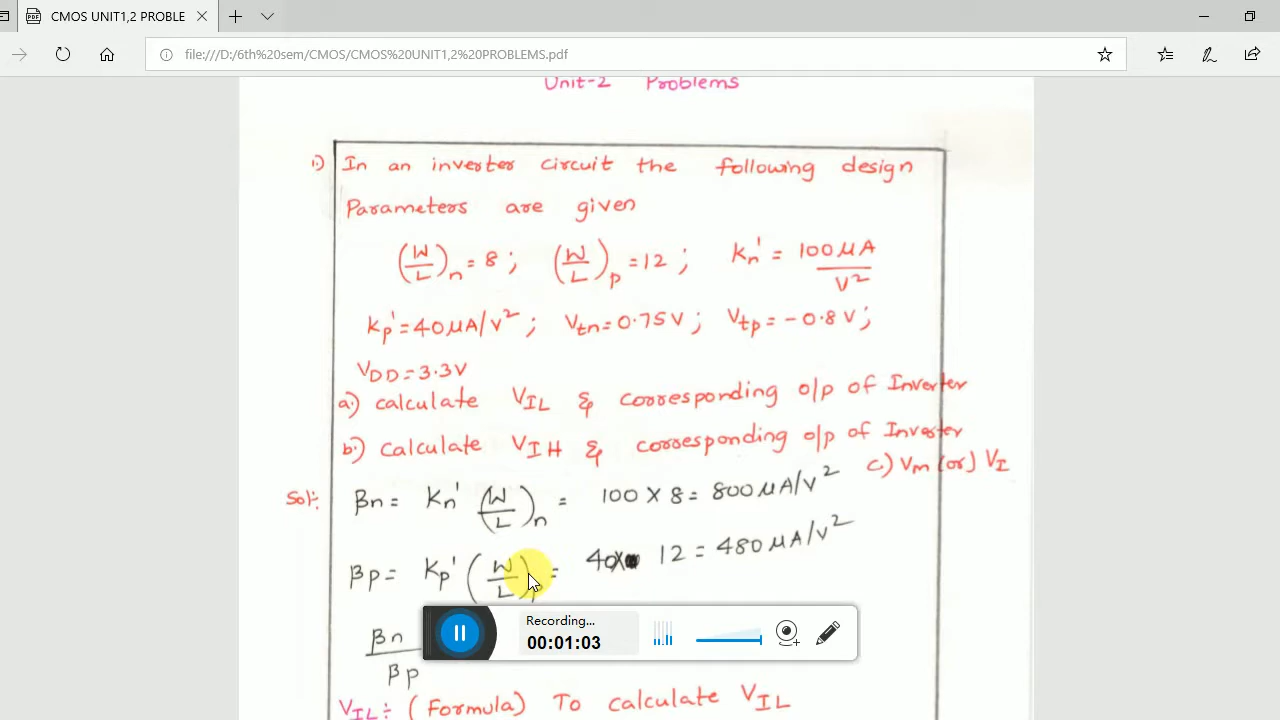 CMOS UNIT1,2 PROBLE
file:///D:/6th%20sem/CMOS/CMOS%20UNIT1,2%20PROBLEMS.pdf
Unit-2 Problems
1.) In an inverter circuit the following design
Parameters are given
(W/L)n = 8 ; (W/L)p = 12 ; Kn' = 100 μA/V²
Kp' = 40 μA/V² ; Vtn = 0.75 V ; Vtp = -0.8 V ;
VDD = 3.3V
a.) calculate VIL & corresponding o/p of Inverter
b.) calculate VIH & corresponding o/p of Inverter
c.) Vm (or) VI
Sol: βn = Kn' (W/L)n = 100 X 8 = 800 μA/V²
βp = Kp' (W/L)p = 40X 12 = 480 μA/V²
βn/βp
Recording...
00:01:03
VIL ÷ (Formula) To calculate VIL